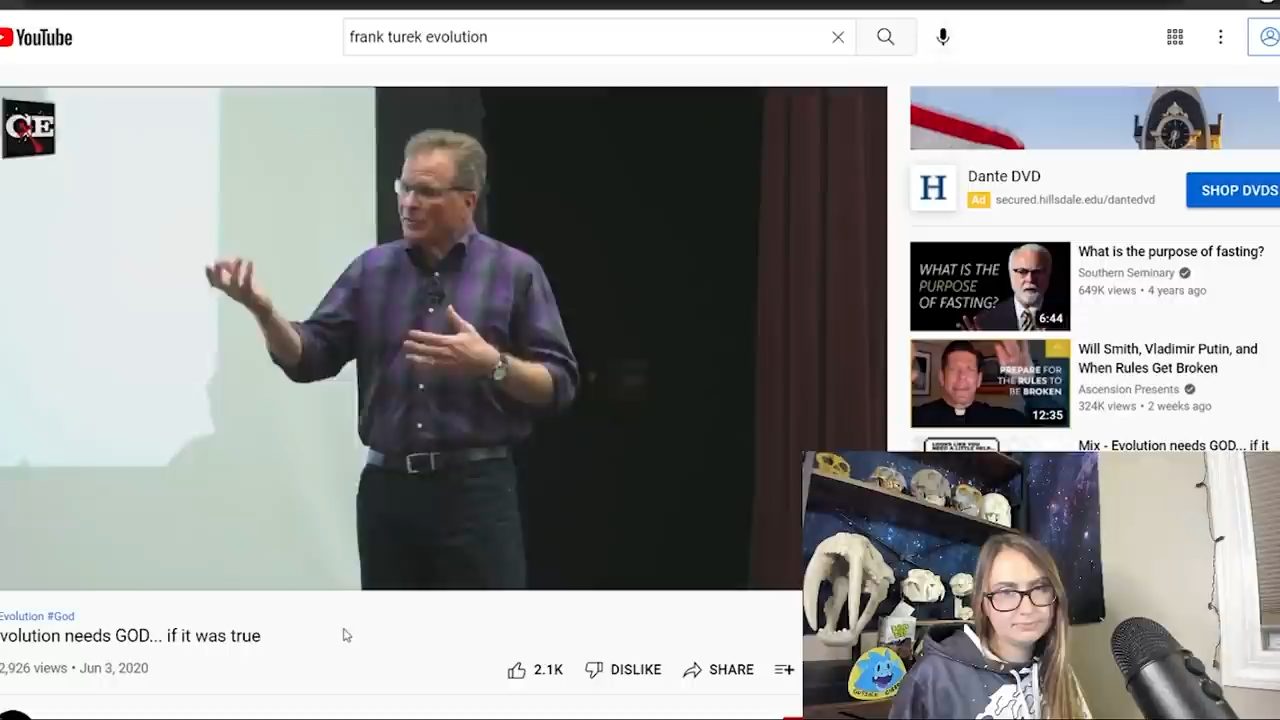 YouTube
frank turek evolution
CE
Dante DVD
H
Ad secured.hillsdale.edu/dantedvd
SHOP DVDS
WHAT IS THE
PURPOSE
OF FASTING?
6:44
What is the purpose of fasting?
Southern Seminary
649K views • 4 years ago
PREPARE FOR
THE RULES TO
BE BROKEN
12:35
Will Smith, Vladimir Putin, and
When Rules Get Broken
Ascension Presents
324K views • 2 weeks ago
Mix - Evolution needs GOD... if it
Evolution #God
volution needs GOD... if it was true
2,926 views • Jun 3, 2020
2.1K
DISLIKE
SHARE